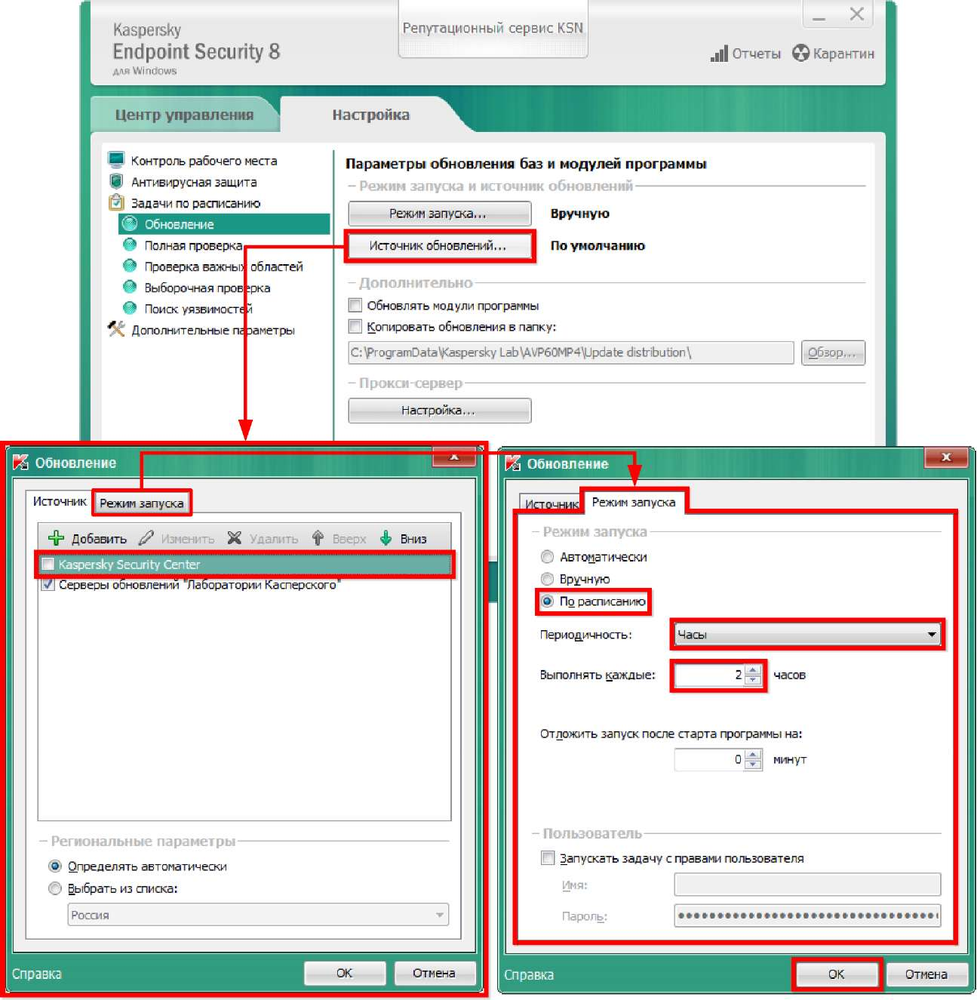 Kaspersky
Endpoint Security 8
для Windows
Репутационный сервис KSN
Отчеты
Карантин
Центр управления
Настройка
Контроль рабочего места
Антивирусная защита
Задачи по расписанию
Обновление
Полная проверка
Проверка важных областей
Выборочная проверка
Поиск уязвимостей
Дополнительные параметры
Параметры обновления баз и модулей программы
Режим запуска и источник обновлений
Режим запуска...
Вручную
Источник обновлений...
По умолчанию
Дополнительно
Обновлять модули программы
Копировать обновления в папку:
C:\ProgramData\Kaspersky Lab\AVP60MP4\Update distribution\
Обзор...
Прокси-сервер
Настройка...
Обновление
Источник
Режим запуска
Добавить
Изменить
Удалить
Вверх
Вниз
Kaspersky Security Center
Серверы обновлений "Лаборатории Касперского"
Региональные параметры
Определять автоматически
Выбрать из списка:
Россия
Справка
OK
Отмена
Обновление
Источник
Режим запуска
Режим запуска
Автоматически
Вручную
По расписанию
Периодичность:
Часы
Выполнять каждые:
2
часов
Отложить запуск после старта программы на:
0
минут
Пользователь
Запускать задачу с правами пользователя
Имя:
Пароль:
Справка
OK
Отмена